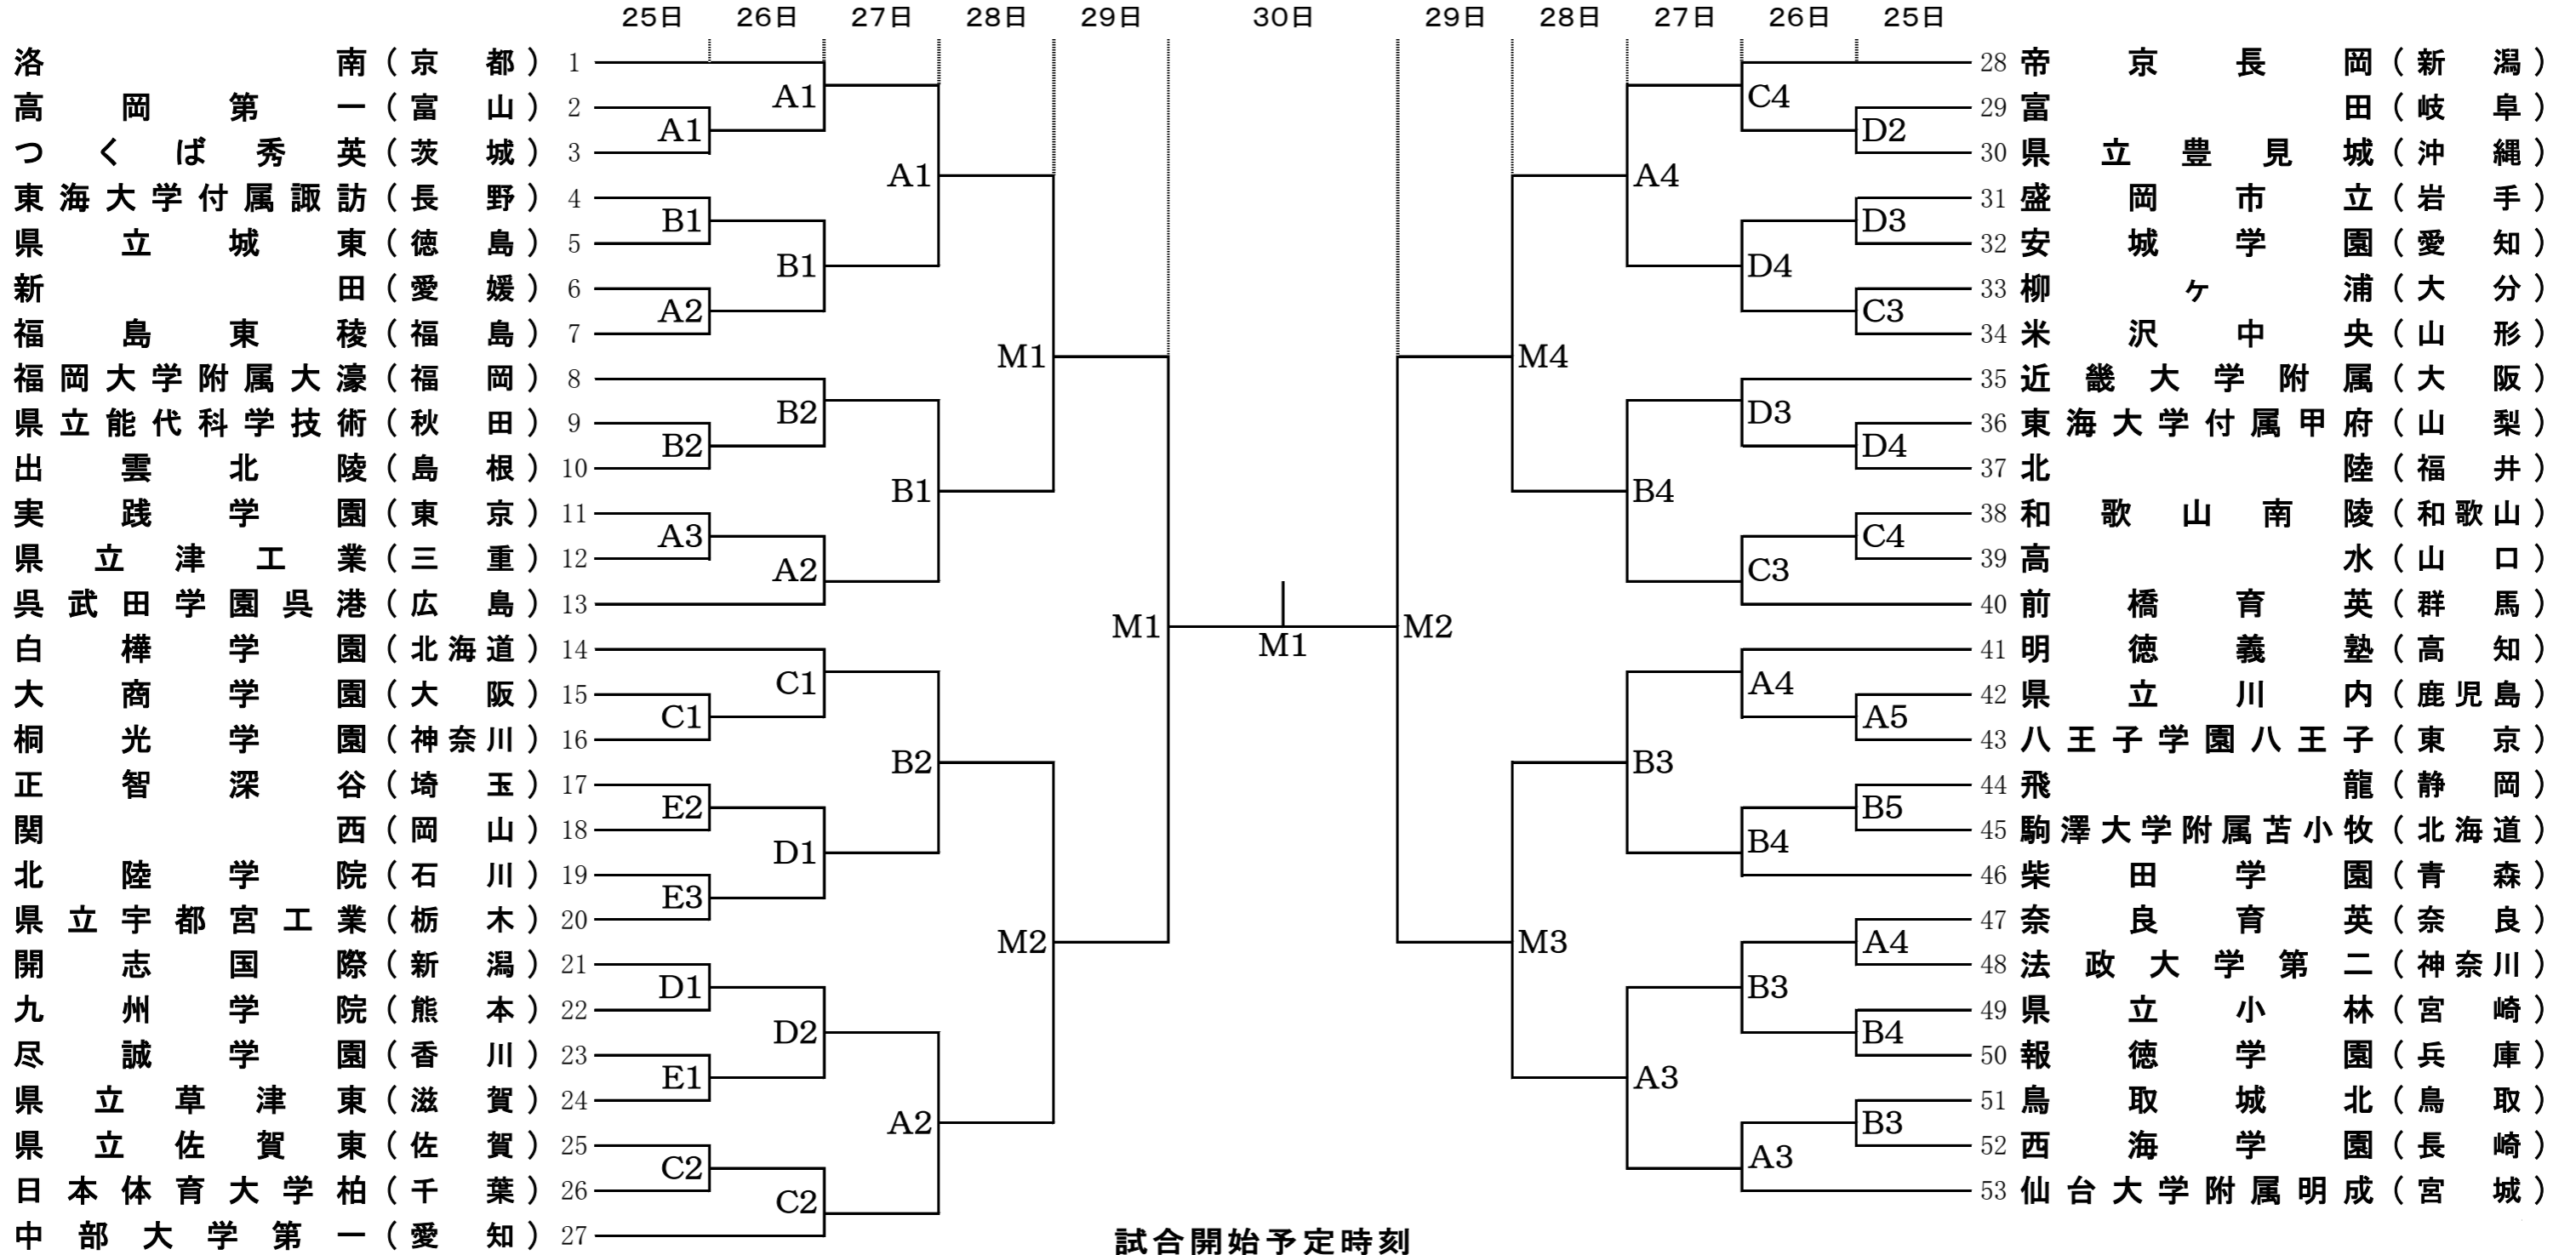 25日 26日 27日 28日 29日 30日 29日 28日 27日 26日 25日
洛南(京都) 1
高岡第一(富山) 2
つくば秀英(茨城) 3
東海大学付属諏訪(長野) 4
県立城東(徳島) 5
新田(愛媛) 6
福島東稜(福島) 7
福岡大学附属大濠(福岡) 8
県立能代科学技術(秋田) 9
出雲北陵(島根) 10
実践学園(東京) 11
県立津工業(三重) 12
呉武田学園呉港(広島) 13
白樺学園(北海道) 14
大商学園(大阪) 15
桐光学園(神奈川) 16
正智深谷(埼玉) 17
関西(岡山) 18
北陸学院(石川) 19
県立宇都宮工業(栃木) 20
開志国際(新潟) 21
九州学院(熊本) 22
尽誠学園(香川) 23
県立草津東(滋賀) 24
県立佐賀東(佐賀) 25
日本体育大学柏(千葉) 26
中部大学第一(愛知) 27
A1
B1
A2
B2
A3
C1
E2
E3
D1
E1
C2
A1
B1
B2
A2
C1
D1
D2
C2
A1
B1
B2
A2
M1
M2
M1
M1
M2
M4
M3
A4
B4
B3
A3
C4
D4
D3
C3
A4
B4
B3
A3
D2
D3
C3
D4
C4
A5
B5
A4
B4
B3
28 帝京長岡(新潟)
29 富田(岐阜)
30 県立豊見城(沖縄)
31 盛岡市立(岩手)
32 安城学園(愛知)
33 柳ヶ浦(大分)
34 米沢中央(山形)
35 近畿大学附属(大阪)
36 東海大学付属甲府(山梨)
37 北陸(福井)
38 和歌山南陵(和歌山)
39 高水(山口)
40 前橋育英(群馬)
41 明徳義塾(高知)
42 県立川内(鹿児島)
43 八王子学園八王子(東京)
44 飛龍(静岡)
45 駒澤大学附属苫小牧(北海道)
46 柴田学園(青森)
47 奈良育英(奈良)
48 法政大学第二(神奈川)
49 県立小林(宮崎)
50 報徳学園(兵庫)
51 鳥取城北(鳥取)
52 西海学園(長崎)
53 仙台大学附属明成(宮城)
試合開始予定時刻